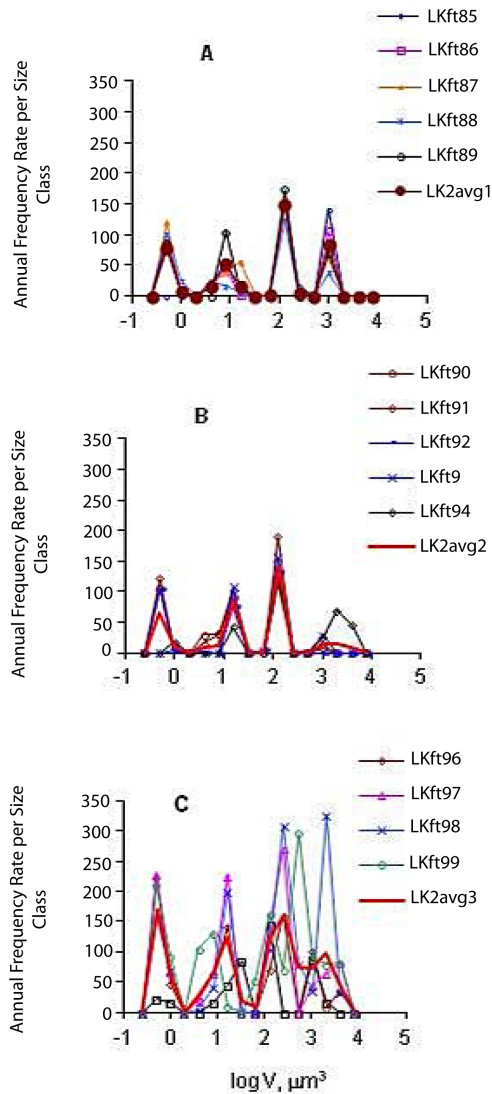 A
LKft85
LKft86
LKft87
LKft88
LKft89
LK2avg1
Annual Frequency Rate per Size
Class
350
300
250
200
150
100
50
0
-1 0 1 2 3 4 5
B
LKft90
LKft91
LKft92
LKft9
LKft94
LK2avg2
Annual Frequency Rate per Size
Class
350
300
250
200
150
100
50
0
-1 0 1 2 3 4 5
C
LKft96
LKft97
LKft98
LKft99
LK2avg3
Annual Frequency Rate per Size
Class
350
300
250
200
150
100
50
0
-1 0 1 2 3 4 5
log V, µm³